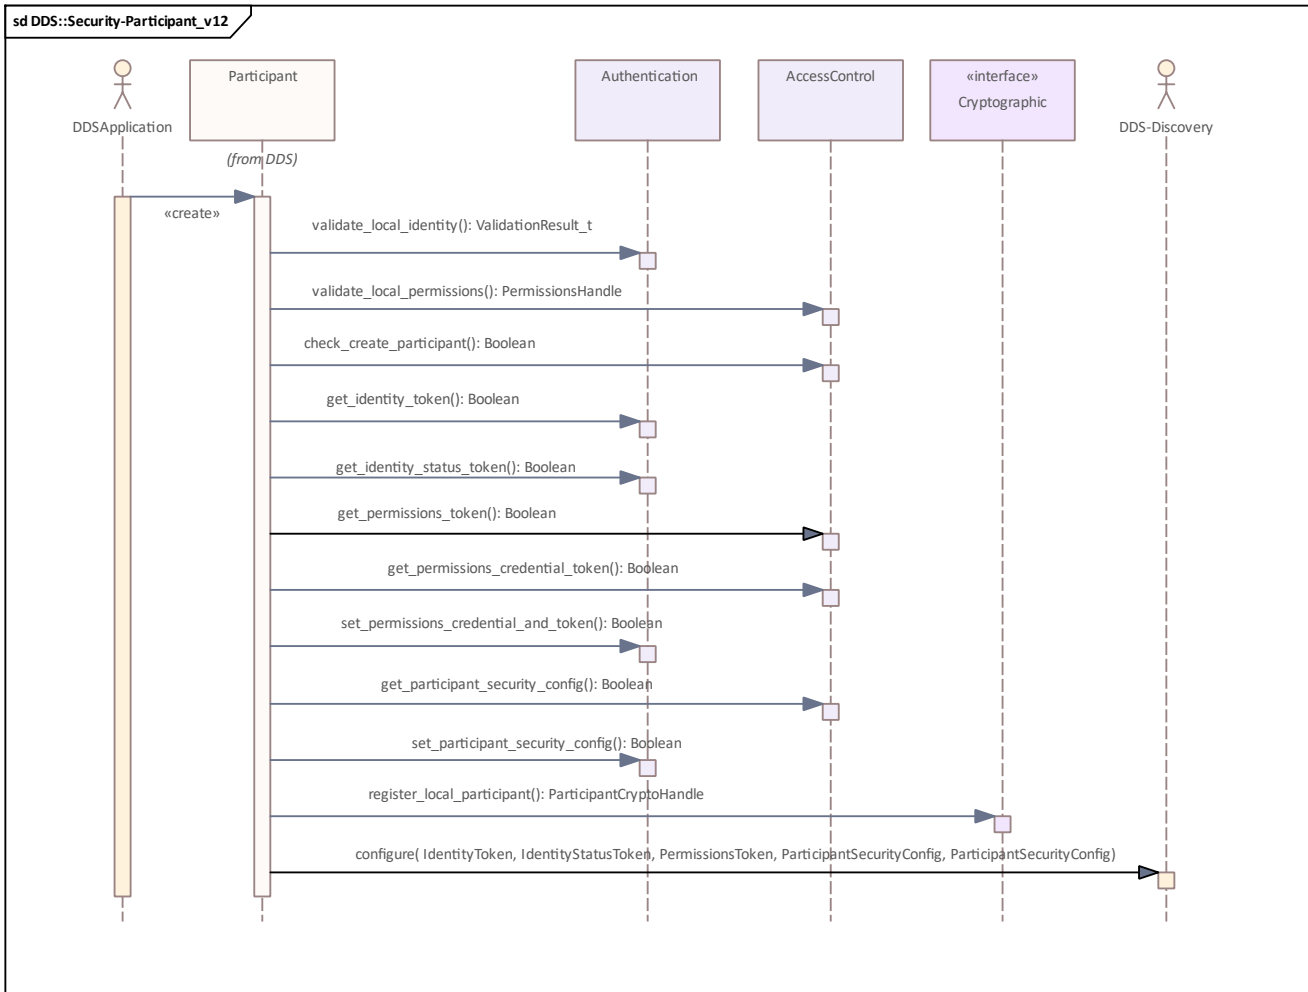 sd DDS::Security-Participant_v12
DDSApplication
Participant
(from DDS)
Authentication
AccessControl
«interface»
Cryptographic
DDS-Discovery
«create»
validate_local_identity(): ValidationResult_t
validate_local_permissions(): PermissionsHandle
check_create_participant(): Boolean
get_identity_token(): Boolean
get_identity_status_token(): Boolean
get_permissions_token(): Boolean
get_permissions_credential_token(): Boolean
set_permissions_credential_and_token(): Boolean
get_participant_security_config(): Boolean
set_participant_security_config(): Boolean
register_local_participant(): ParticipantCryptoHandle
configure( IdentityToken, IdentityStatusToken, PermissionsToken, ParticipantSecurityConfig, ParticipantSecurityConfig)